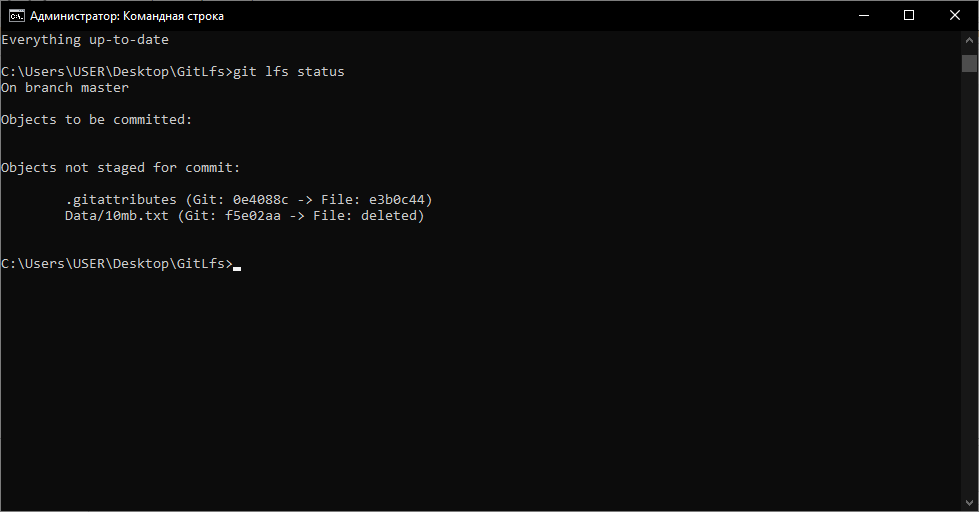 Администратор: Командная строка
Everything up-to-date
C:\Users\USER\Desktop\GitLfs>git lfs status
On branch master
Objects to be committed:
Objects not staged for commit:
.gitattributes (Git: 0e4088c -> File: e3b0c44)
Data/10mb.txt (Git: f5e02aa -> File: deleted)
C:\Users\USER\Desktop\GitLfs>